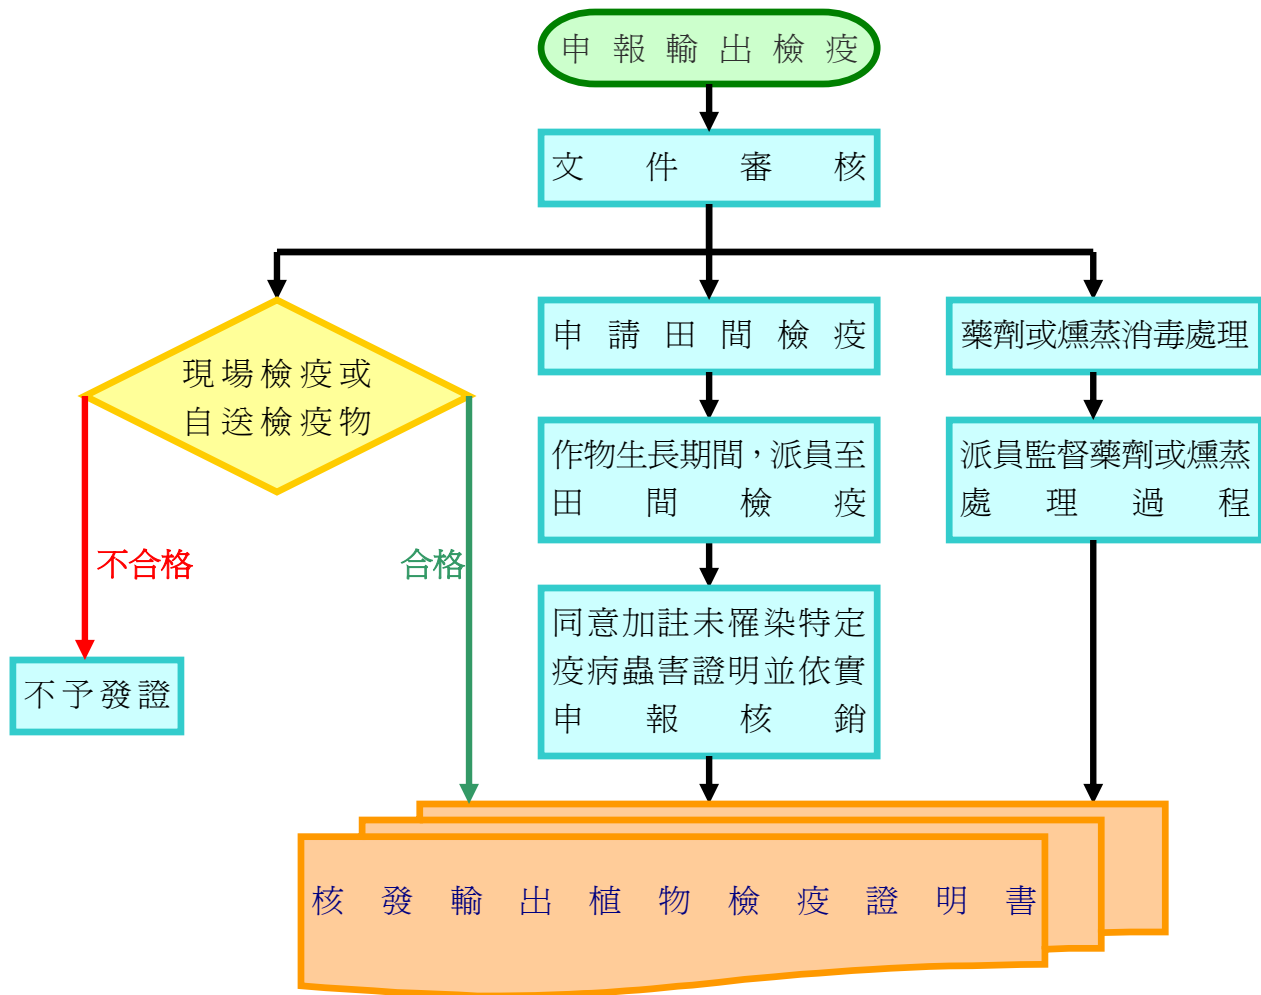 申報輸出檢疫
文件審核
現場檢疫或
自送檢疫物
申請田間檢疫
藥劑或燻蒸消毒處理
作物生長期間，派員至
田間檢疫
派員監督藥劑或燻蒸
處理過程
不合格
合格
同意加註未罹染特定
疫病蟲害證明並依實
申報核銷
不予發證
核發輸出植物檢疫證明書